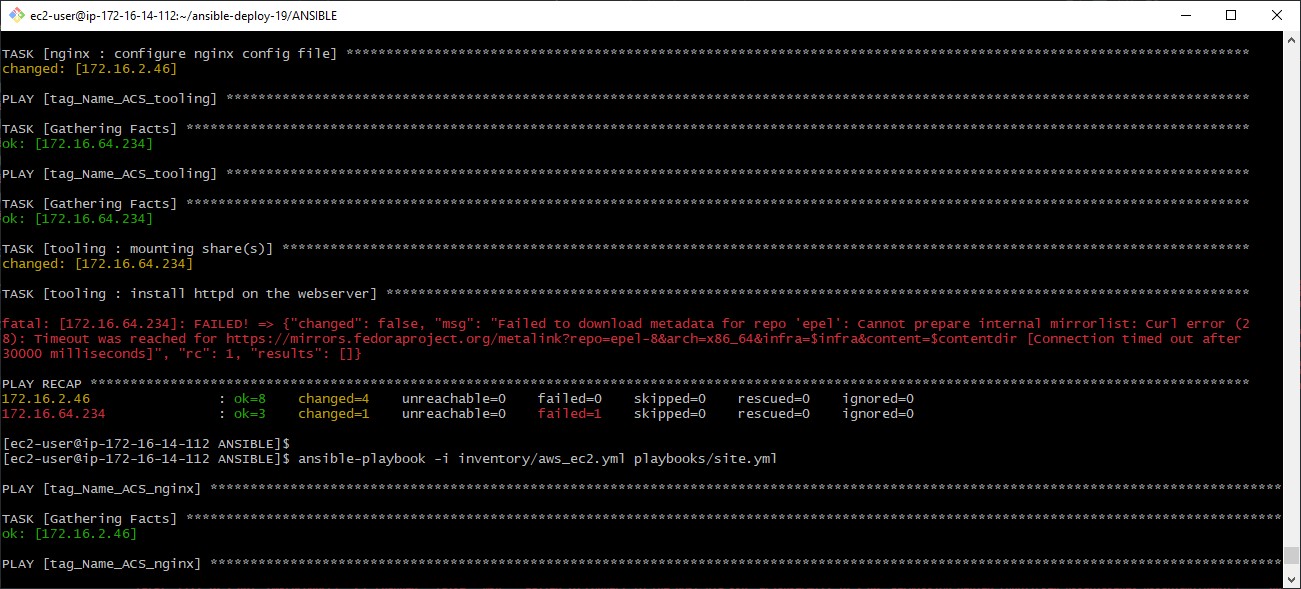 ec2-user@ip-172-16-14-112:~/ansible-deploy-19/ANSIBLE
TASK [nginx : configure nginx config file] *****************************************************************************************************************
changed: [172.16.2.46]
PLAY [tag_Name_ACS_tooling] ********************************************************************************************************************************
TASK [Gathering Facts] *************************************************************************************************************************************
ok: [172.16.64.234]
PLAY [tag_Name_ACS_tooling] ********************************************************************************************************************************
TASK [Gathering Facts] *************************************************************************************************************************************
ok: [172.16.64.234]
TASK [tooling : mounting share(s)] *************************************************************************************************************************
changed: [172.16.64.234]
TASK [tooling : install httpd on the webserver] ************************************************************************************************************
fatal: [172.16.64.234]: FAILED! => {"changed": false, "msg": "Failed to download metadata for repo 'epel': Cannot prepare internal mirrorlist: Curl error (2
8): Timeout was reached for https://mirrors.fedoraproject.org/metalink?repo=epel-8&arch=x86_64&infra=$infra&content=$contentdir [Connection timed out after
30000 milliseconds]", "rc": 1, "results": []}
PLAY RECAP *************************************************************************************************************************************************
172.16.2.46                : ok=8    changed=4    unreachable=0    failed=0    skipped=0    rescued=0    ignored=0
172.16.64.234              : ok=3    changed=1    unreachable=0    failed=1    skipped=0    rescued=0    ignored=0
[ec2-user@ip-172-16-14-112 ANSIBLE]$
[ec2-user@ip-172-16-14-112 ANSIBLE]$ ansible-playbook -i inventory/aws_ec2.yml playbooks/site.yml
PLAY [tag_Name_ACS_nginx] **************************************************************************************************************************************
TASK [Gathering Facts] *****************************************************************************************************************************************
ok: [172.16.2.46]
PLAY [tag_Name_ACS_nginx] **************************************************************************************************************************************